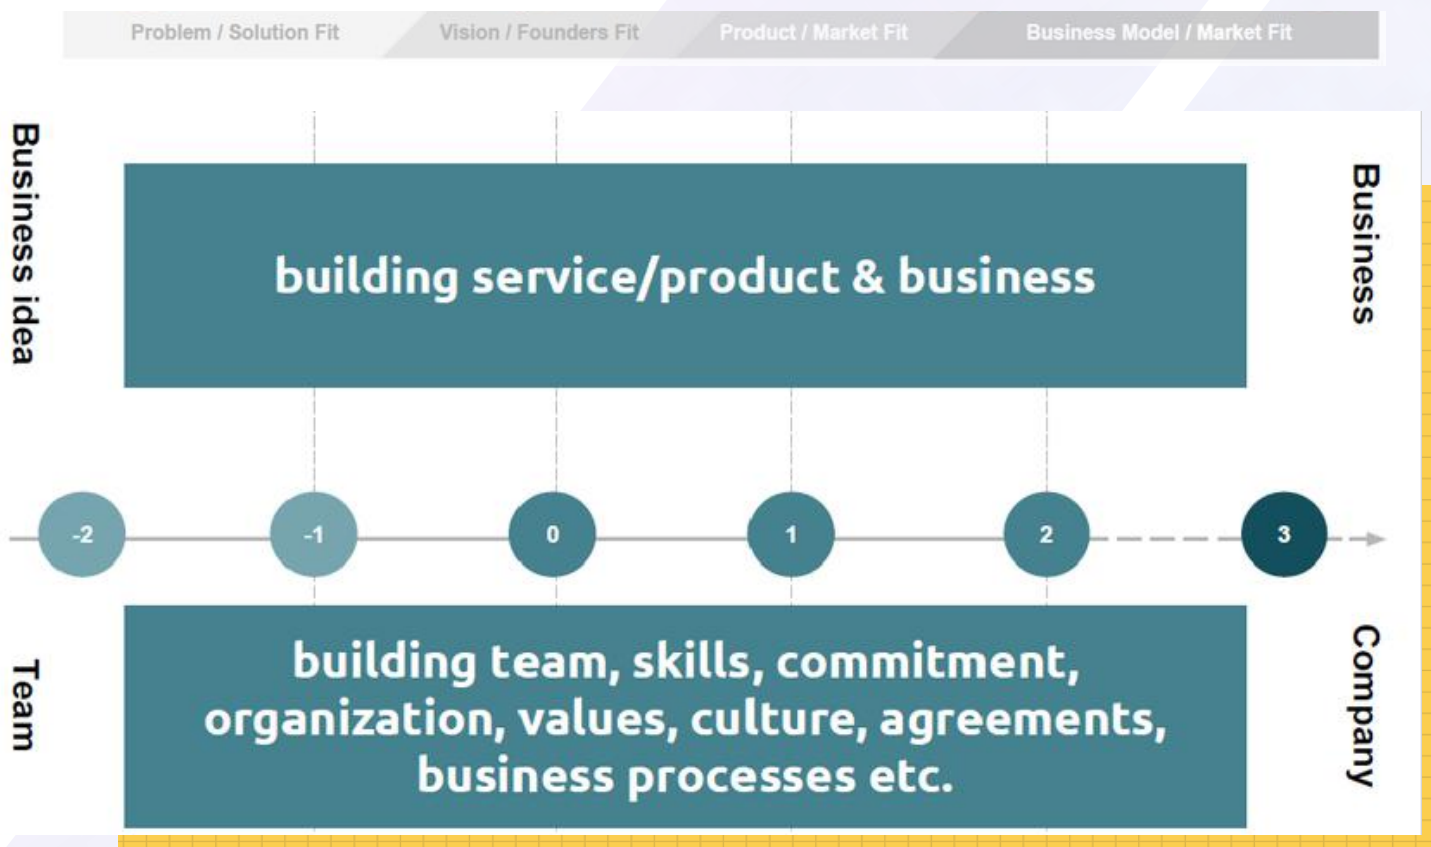 Problem / Solution Fit
Vision / Founders Fit
Product / Market Fit
Business Model / Market Fit
Business idea
building service/product & business
Business
-2
-1
0
1
2
3
Team
building team, skills, commitment,
organization, values, culture, agreements,
business processes etc.
Company